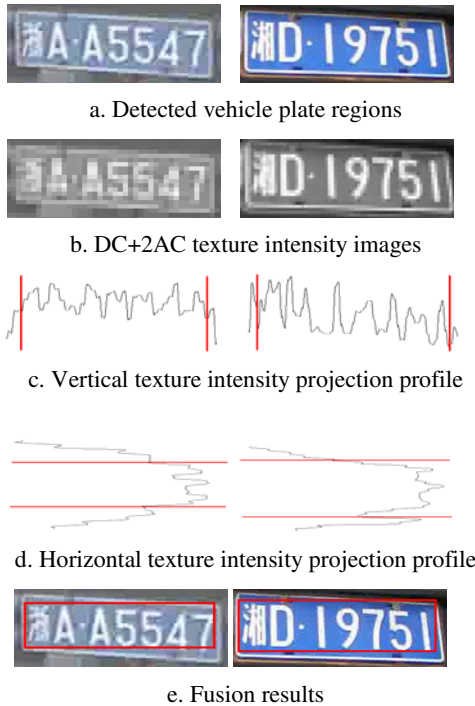 浙A·A5547
湘D·19751
a. Detected vehicle plate regions
浙A·A5547
湘D·19751
b. DC+2AC texture intensity images
c. Vertical texture intensity projection profile
d. Horizontal texture intensity projection profile
浙A·A5547
湘D·19751
e. Fusion results